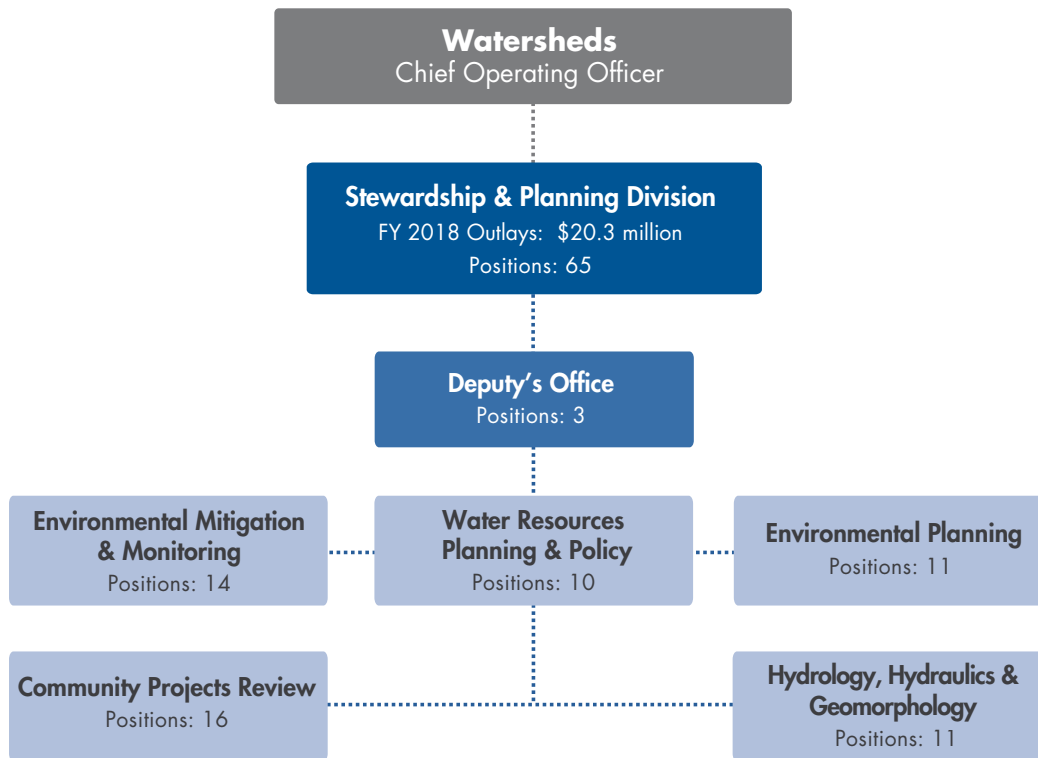 Watersheds
Chief Operating Officer
Stewardship & Planning Division
FY 2018 Outlays: $20.3 million
Positions: 65
Deputy’s Office
Positions: 3
Environmental Mitigation
& Monitoring
Positions: 14
Water Resources
Planning & Policy
Positions: 10
Environmental Planning
Positions: 11
Community Projects Review
Positions: 16
Hydrology, Hydraulics &
Geomorphology
Positions: 11